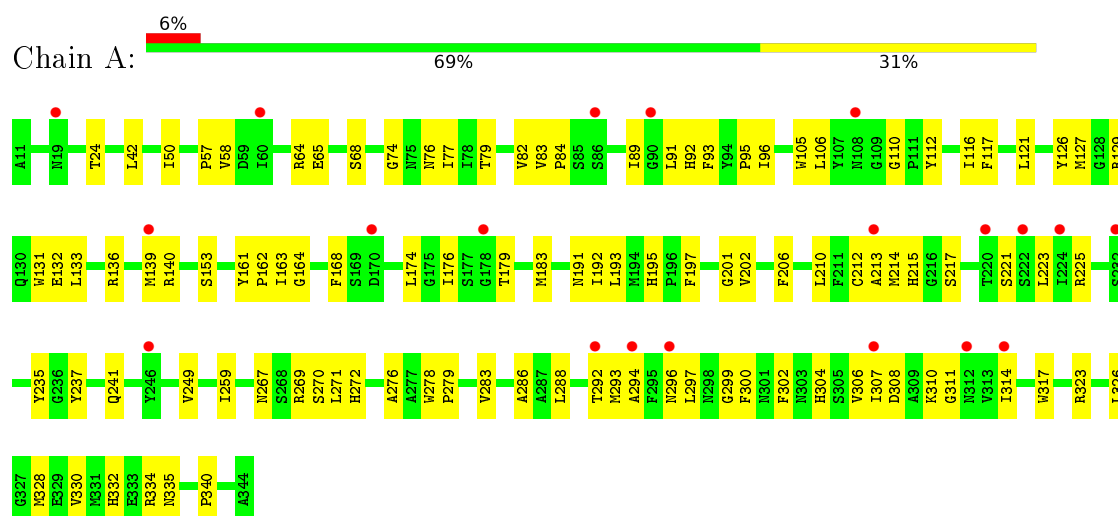 6%
Chain A:
69% 31%
A11 N19 T24 L42 I50 P57 V58 D59 I60 R64 E65 S68 G74 N75 N76 I77 I78 T79 V82 V83 P84 S85 S86 I89 G90 L91 H92 F93 Y94 P95 I96 W105 L106 Y107 N108 G109 G110 P111 Y112 I116 F117 L121 Y126 M127 G128
Q130 W131 E132 L133 R136 M139 R140 S153 Y161 P162 I163 G164 F168 S169 D170 L174 G175 I176 S177 G178 T179 M183 N191 I192 L193 M194 H195 P196 F197 G201 V202 F206 L210 F211 C212 A213 M214 H215 G216 S217 T220 S221 S222 L223 I224 R225
Y235 G236 Y237 Q241 Y246 V249 I259 N267 S268 R269 S270 L271 H272 A276 A277 W278 P279 V283 A286 A287 L288 T292 M293 A294 F295 N296 L297 N298 G299 F300 N301 F302 N303 H304 S305 V306 I307 D308 A309 K310 G311 N312 V313 I314 W317 R323
G327 M328 E329 V330 M331 H332 E333 R334 N335 P340 A344